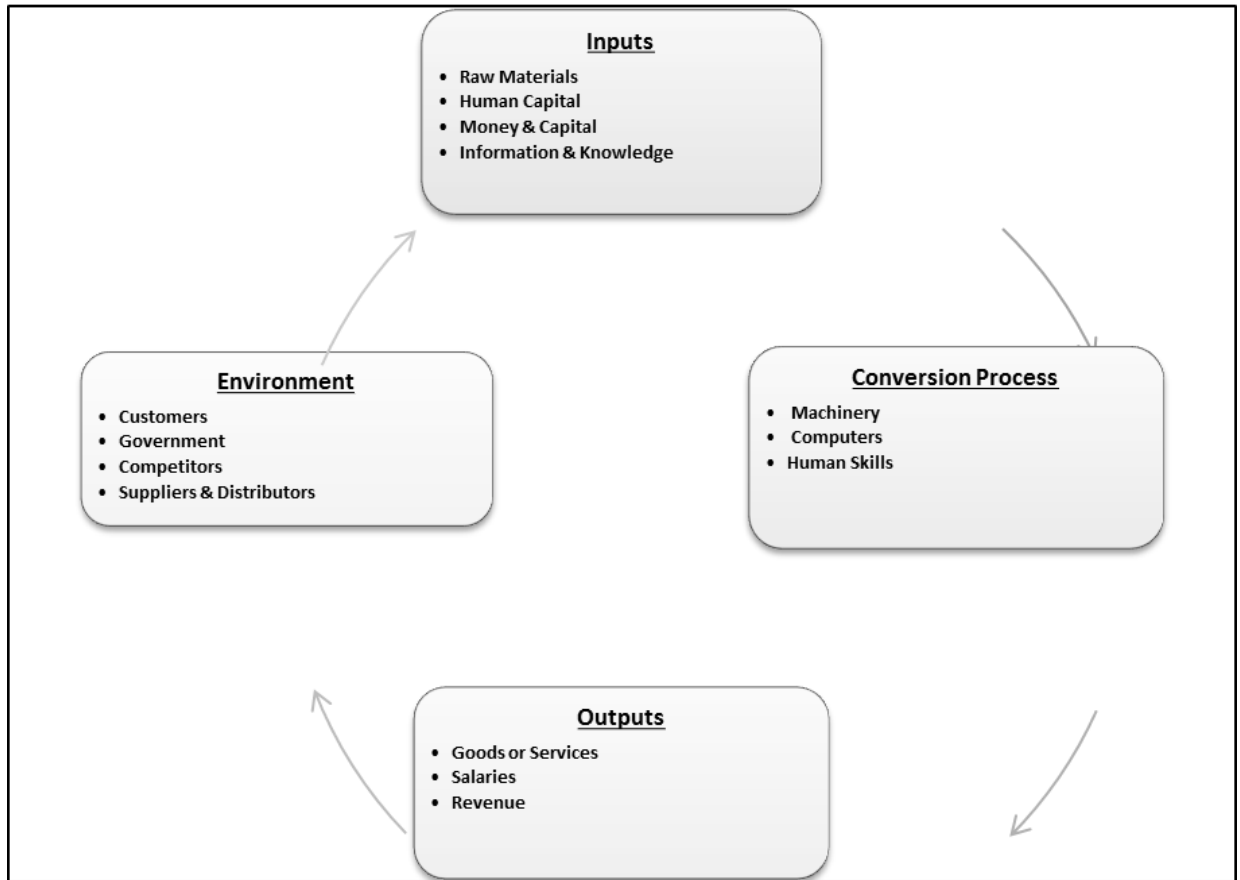 Inputs
• Raw Materials
• Human Capital
• Money & Capital
• Information & Knowledge
Environment
• Customers
• Government
• Competitors
• Suppliers & Distributors
Conversion Process
• Machinery
• Computers
• Human Skills
Outputs
• Goods or Services
• Salaries
• Revenue